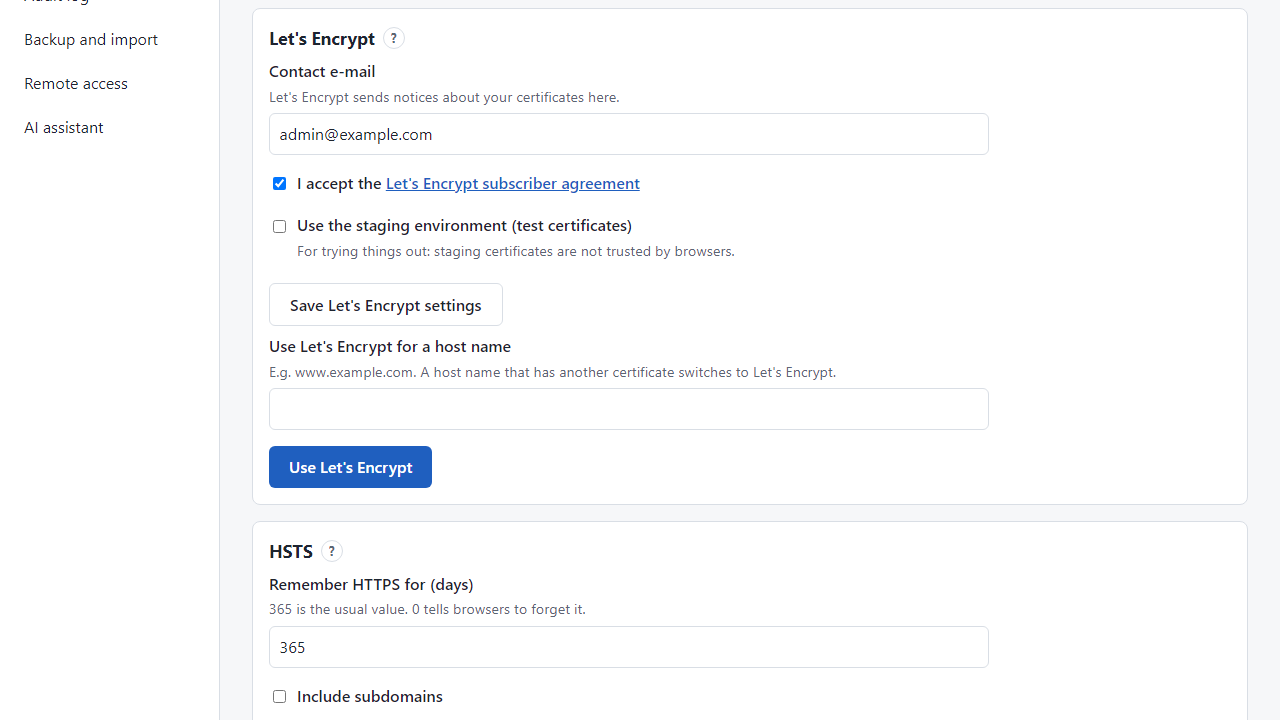 Backup and import
Remote access
AI assistant
Let's Encrypt ?
Contact e-mail
Let's Encrypt sends notices about your certificates here.
admin@example.com
I accept the Let's Encrypt subscriber agreement
Use the staging environment (test certificates)
For trying things out: staging certificates are not trusted by browsers.
Save Let's Encrypt settings
Use Let's Encrypt for a host name
E.g. www.example.com. A host name that has another certificate switches to Let's Encrypt.
Use Let's Encrypt
HSTS ?
Remember HTTPS for (days)
365 is the usual value. 0 tells browsers to forget it.
365
Include subdomains